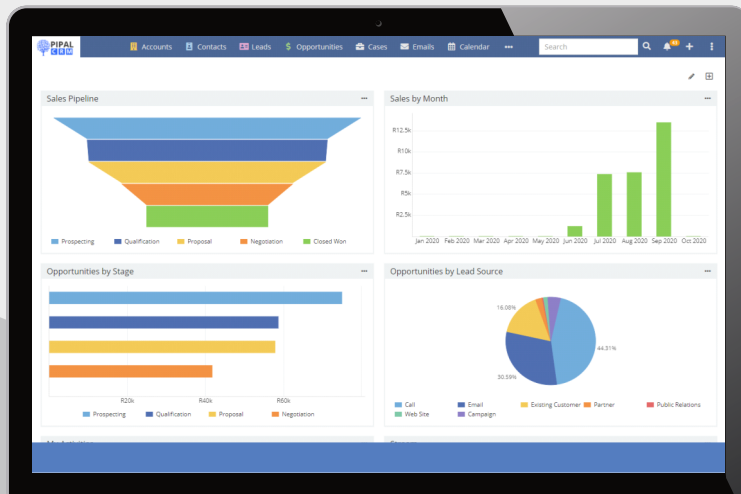 PIPAL
CRM
Accounts
Contacts
Leads
Opportunities
Cases
Emails
Calendar
Search
Sales Pipeline
Prospecting Qualification Proposal Negotiation Closed Won
Sales by Month
R12.5k
R10k
R7.5k
R5k
R2.5k
Jan 2020 Feb 2020 Mar 2020 Apr 2020 May 2020 Jun 2020 Jul 2020 Aug 2020 Sep 2020 Oct 2020
Opportunities by Stage
R20k R40k R60k
Prospecting Qualification Proposal Negotiation
Opportunities by Lead Source
16.08%
44.31%
30.59%
Call Email Existing Customer Partner Public Relations
Web Site Campaign